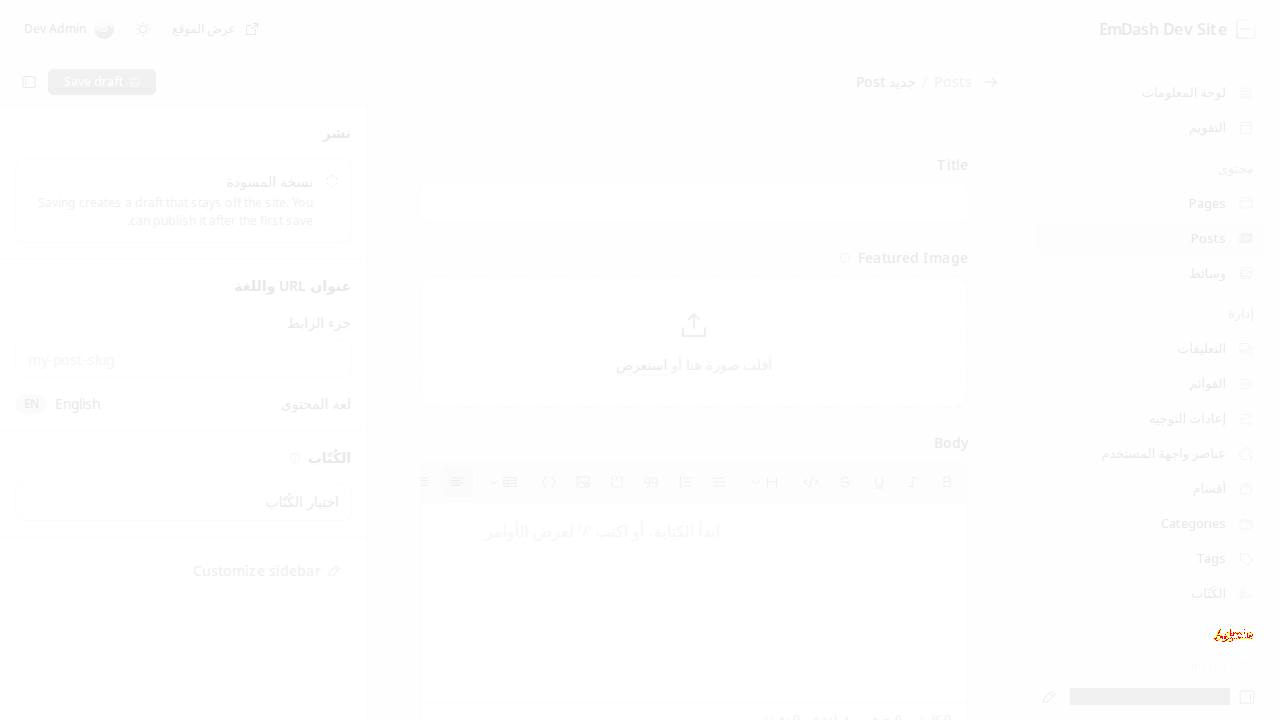 EmDash Dev Site
عرض الموقع
Dev Admin
لوحة المعلومات
التقويم
محتوى
Pages
Posts
وسائط
إدارة
التعليقات
القوائم
إعادات التوجيه
عناصر واجهة المستخدم
أقسام
Categories
Tags
الكُتّاب
Posts / جديد Post
Save draft
Title
Featured Image
أفلت صورة هنا أو استعرض
Body
ابدأ الكتابة، أو اكتب '/' لعرض الأوامر
نشر
نسخة المسودة
Saving creates a draft that stays off the site. You
can publish it after the first save.
عنوان URL واللغة
جزء الرابط
my-post-slug
لغة المحتوى
English EN
الكُتّاب
اختيار الكُتّاب
Customize sidebar